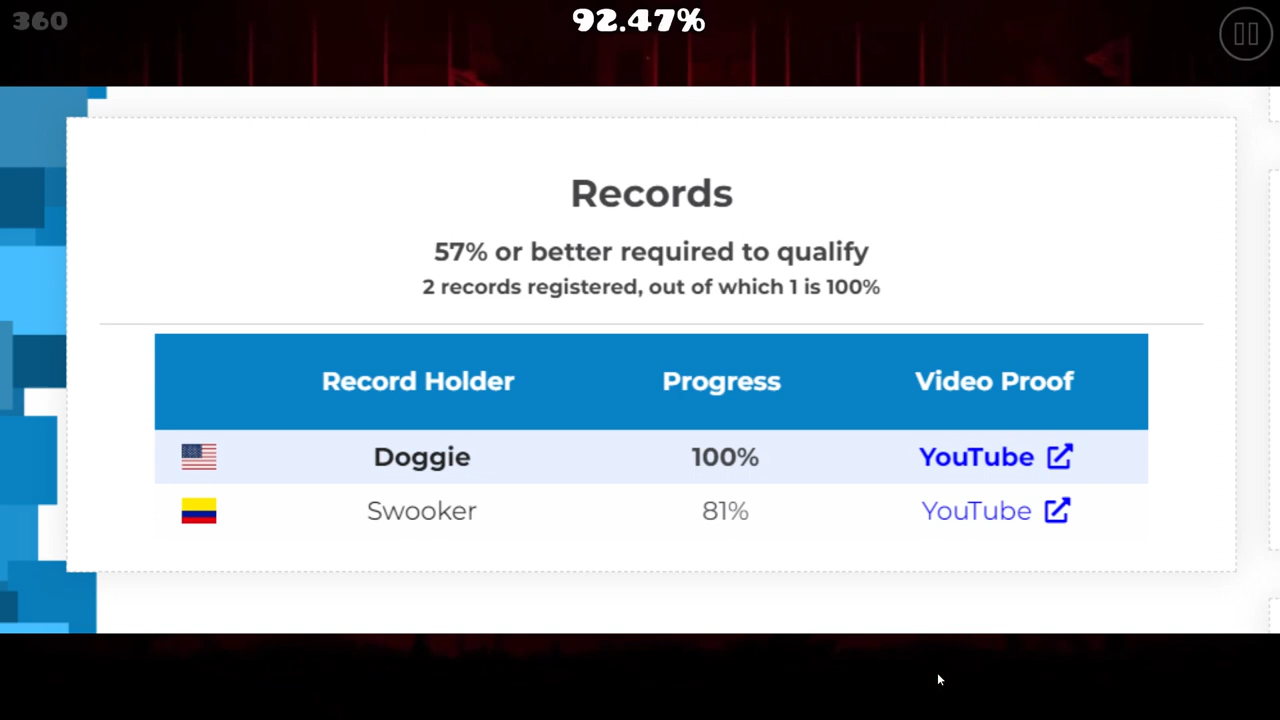 360
92.47%
Records
57% or better required to qualify
2 records registered, out of which 1 is 100%
Record Holder Progress Video Proof
Doggie 100% YouTube
Swooker 81% YouTube